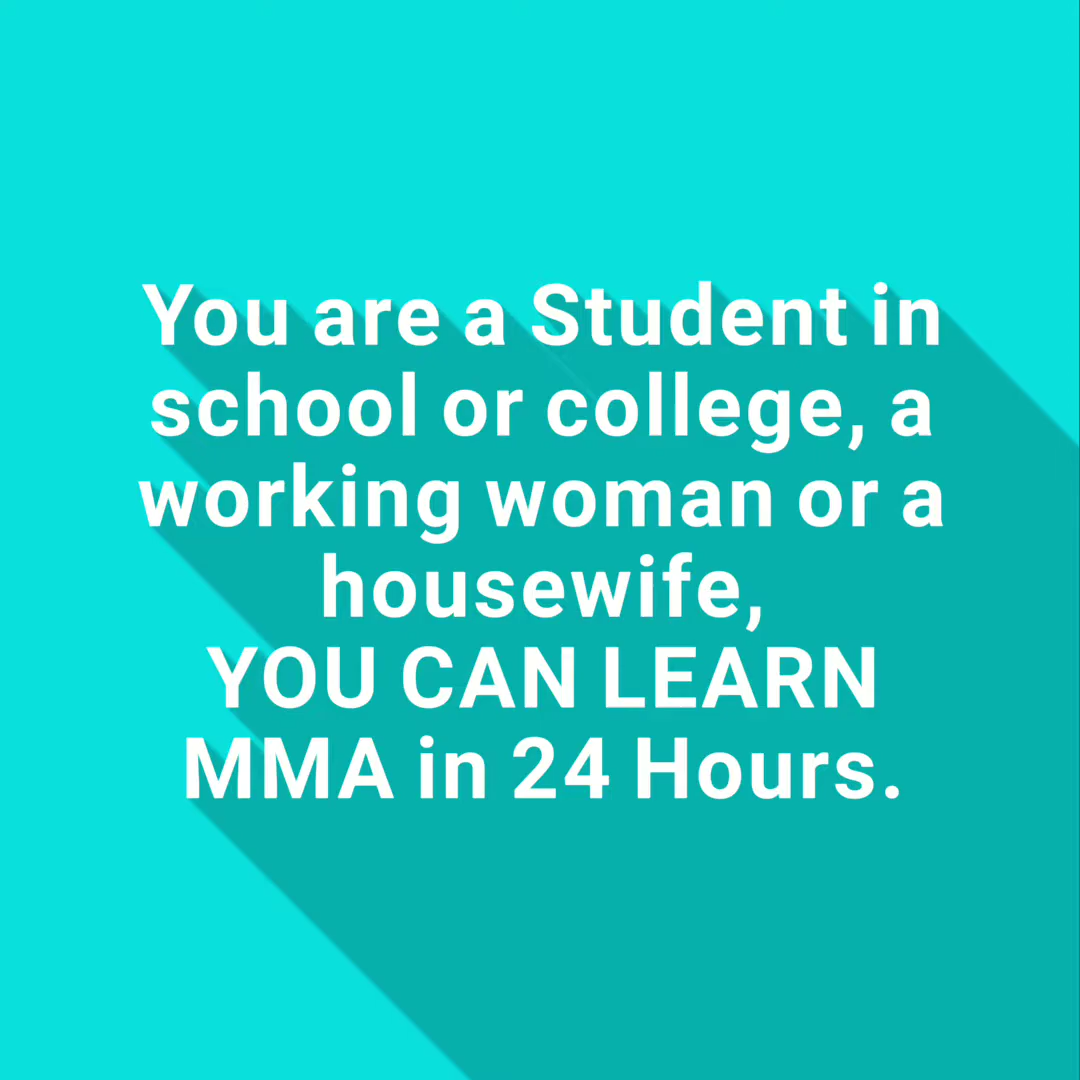 You are a Student in
school or college, a
working woman or a
housewife,
YOU CAN LEARN
MMA in 24 Hours.